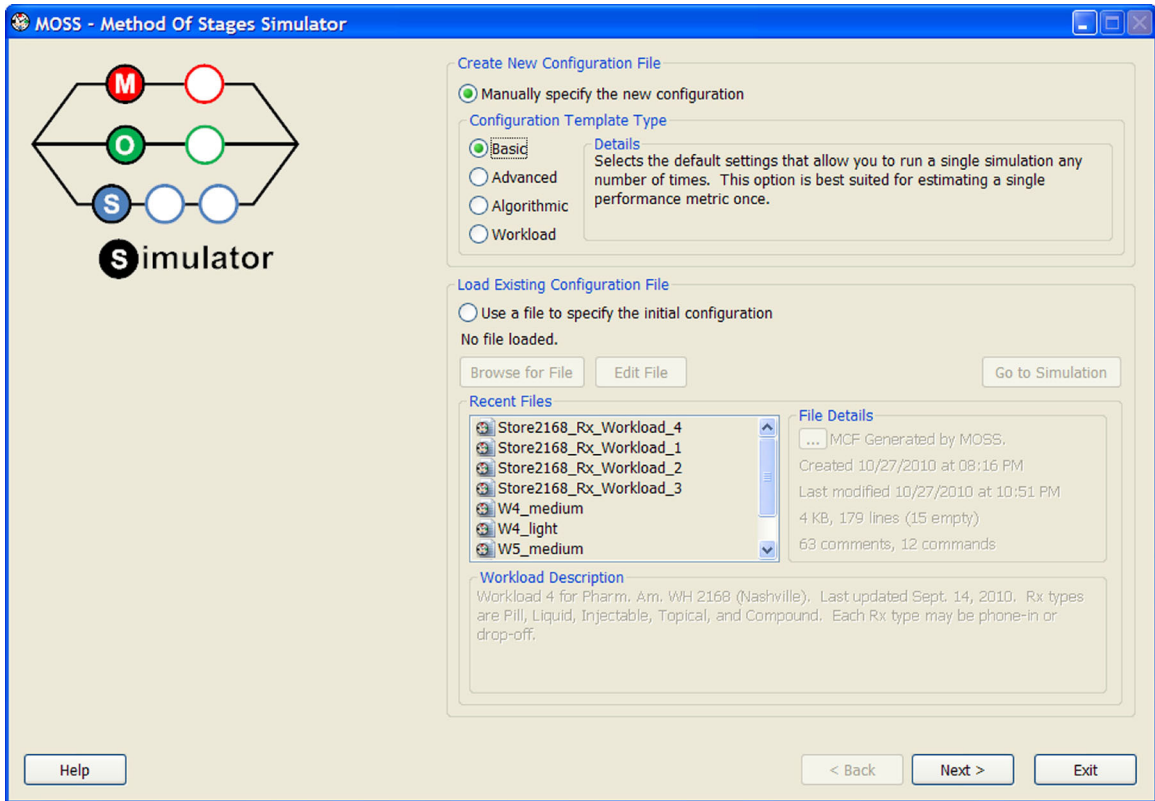 MOSS - Method Of Stages Simulator
M
O
S
Simulator
Create New Configuration File
Manually specify the new configuration
Configuration Template Type
Basic
Advanced
Algorithmic
Workload
Details
Selects the default settings that allow you to run a single simulation any
number of times. This option is best suited for estimating a single
performance metric once.
Load Existing Configuration File
Use a file to specify the initial configuration
No file loaded.
Browse for File
Edit File
Go to Simulation
Recent Files
Store2168_Rx_Workload_4
Store2168_Rx_Workload_1
Store2168_Rx_Workload_2
Store2168_Rx_Workload_3
W4_medium
W4_light
W5_medium
File Details
... MCF Generated by MOSS.
Created 10/27/2010 at 08:16 PM
Last modified 10/27/2010 at 10:51 PM
4 KB, 179 lines (15 empty)
63 comments, 12 commands
Workload Description
Workload 4 for Pharm. Am. WH 2168 (Nashville). Last updated Sept. 14, 2010. Rx types
are Pill, Liquid, Injectable, Topical, and Compound. Each Rx type may be phone-in or
drop-off.
Help
< Back
Next >
Exit